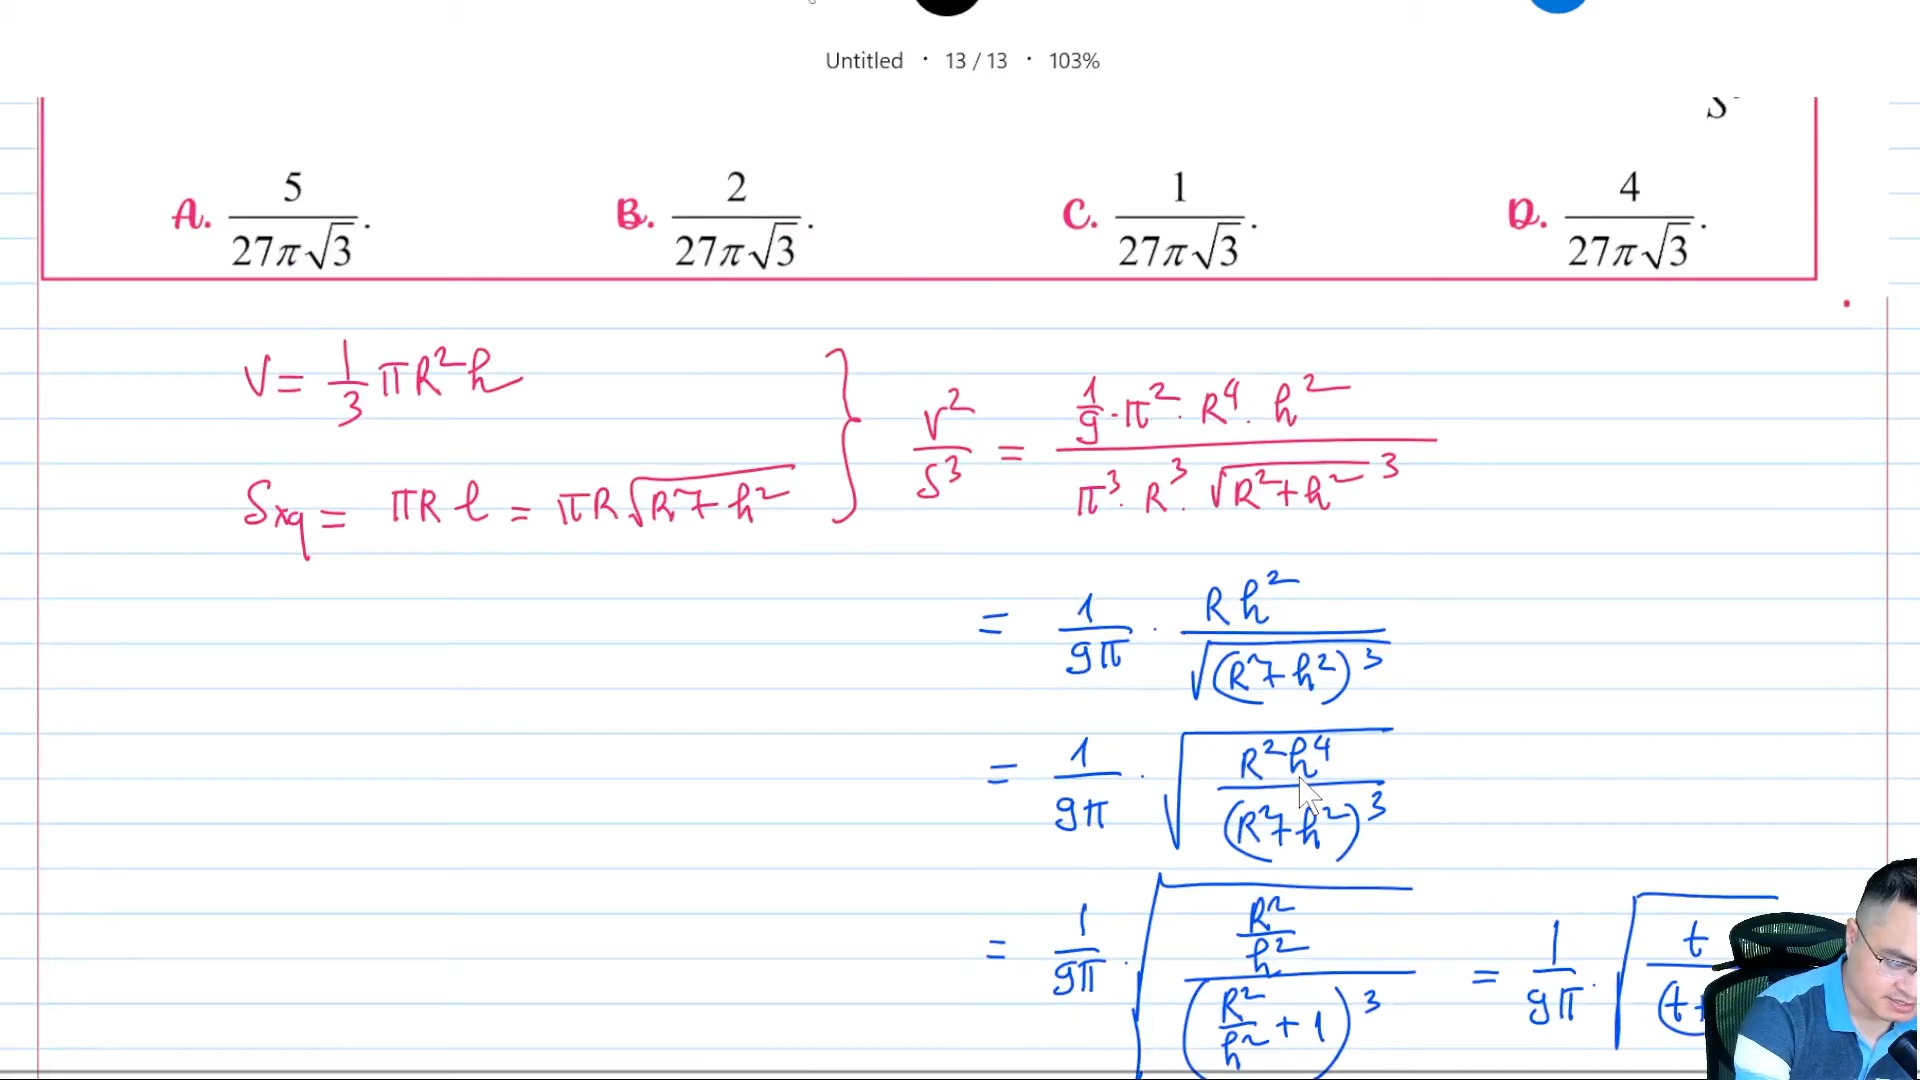 Untitled • 13 / 13 • 103%
A. 5/(27π√3). B. 2/(27π√3). C. 1/(27π√3). D. 4/(27π√3).
V = 1/3 πR²h
Sxq = πRl = πR√(R²+h²)
V²/S³ = (1/9 · π² · R⁴ · h²)/(π³ · R³ · √(R²+h²)³)
= 1/9π · Rh²/√((R²+h²)³)
= 1/9π · √(R²h⁴/(R²+h²)³)
= 1/9π · √((R²/h²)/(R²/h² + 1)³) = 1/9π · √(t/(t+